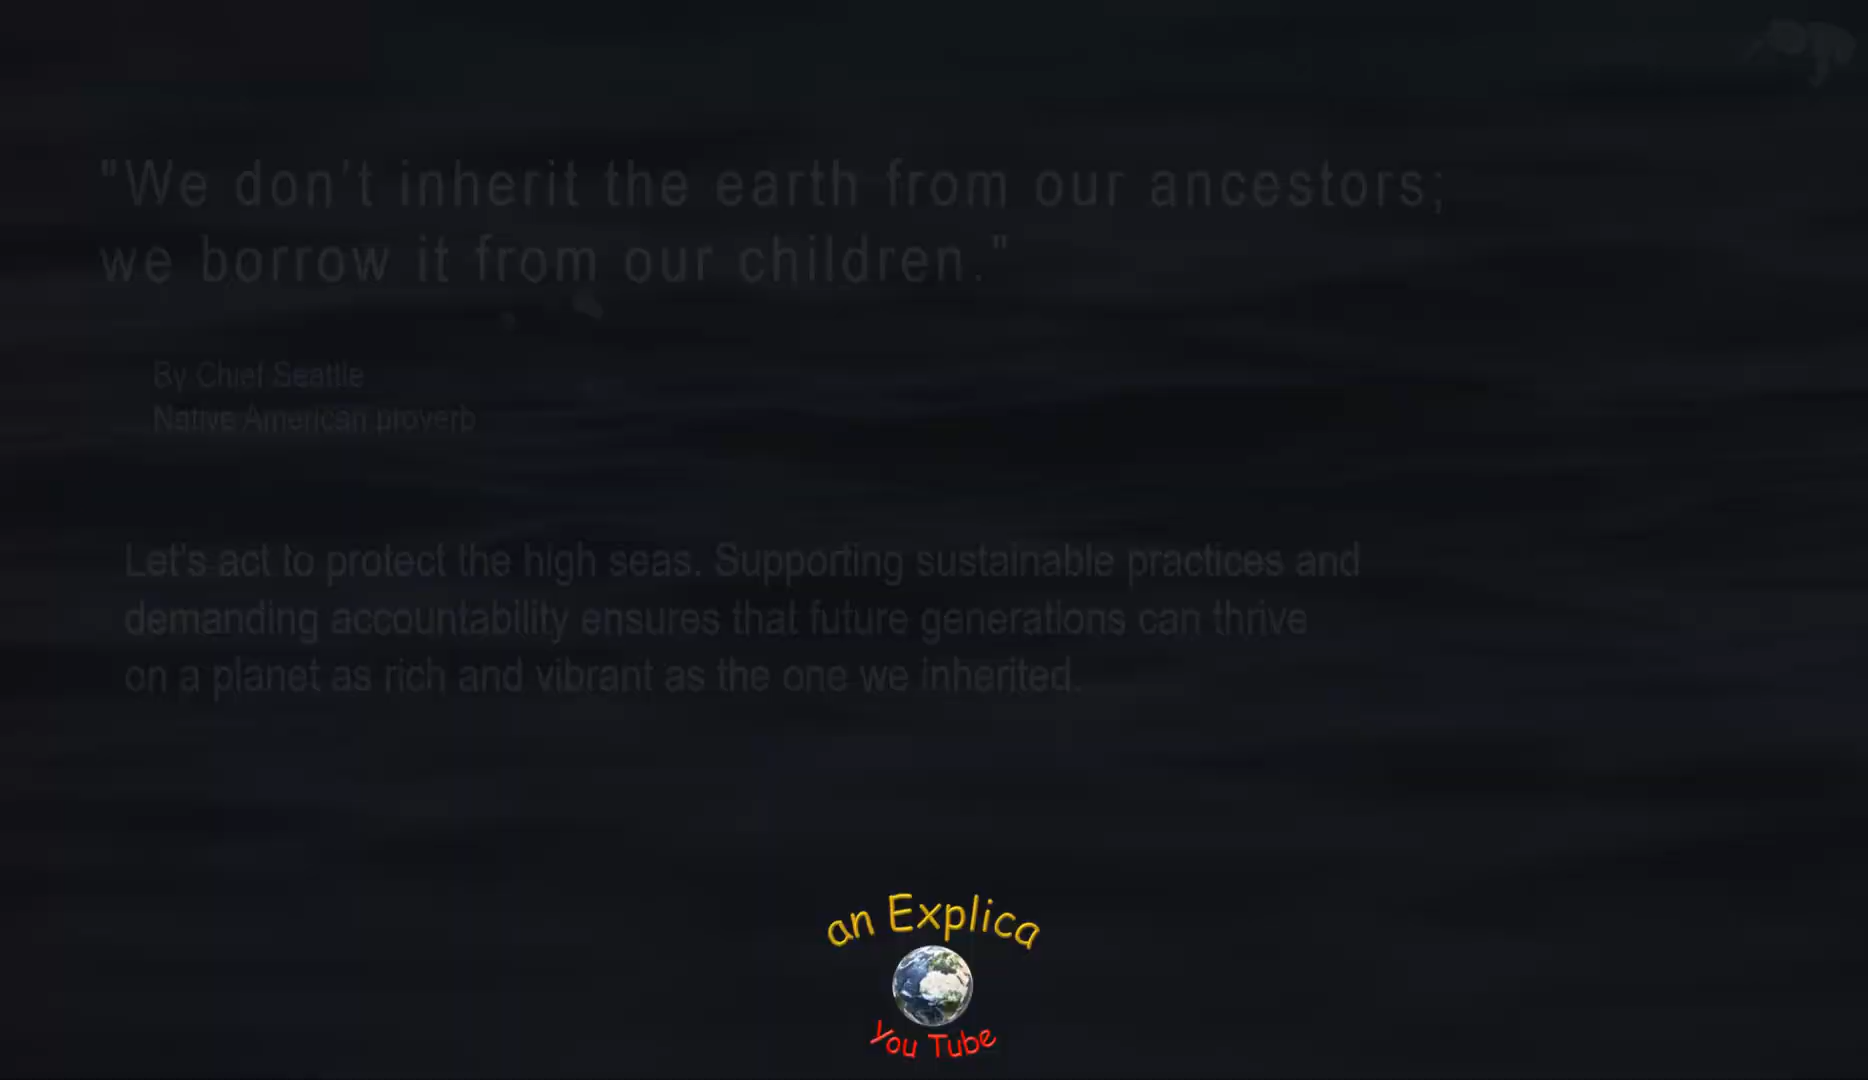 "We don't inherit the earth from our ancestors;
we borrow it from our children."
By Chief Seattle
Native American proverb
Let's act to protect the high seas. Supporting sustainable practices and
demanding accountability ensures that future generations can thrive
on a planet as rich and vibrant as the one we inherited.
an Explica
You Tube